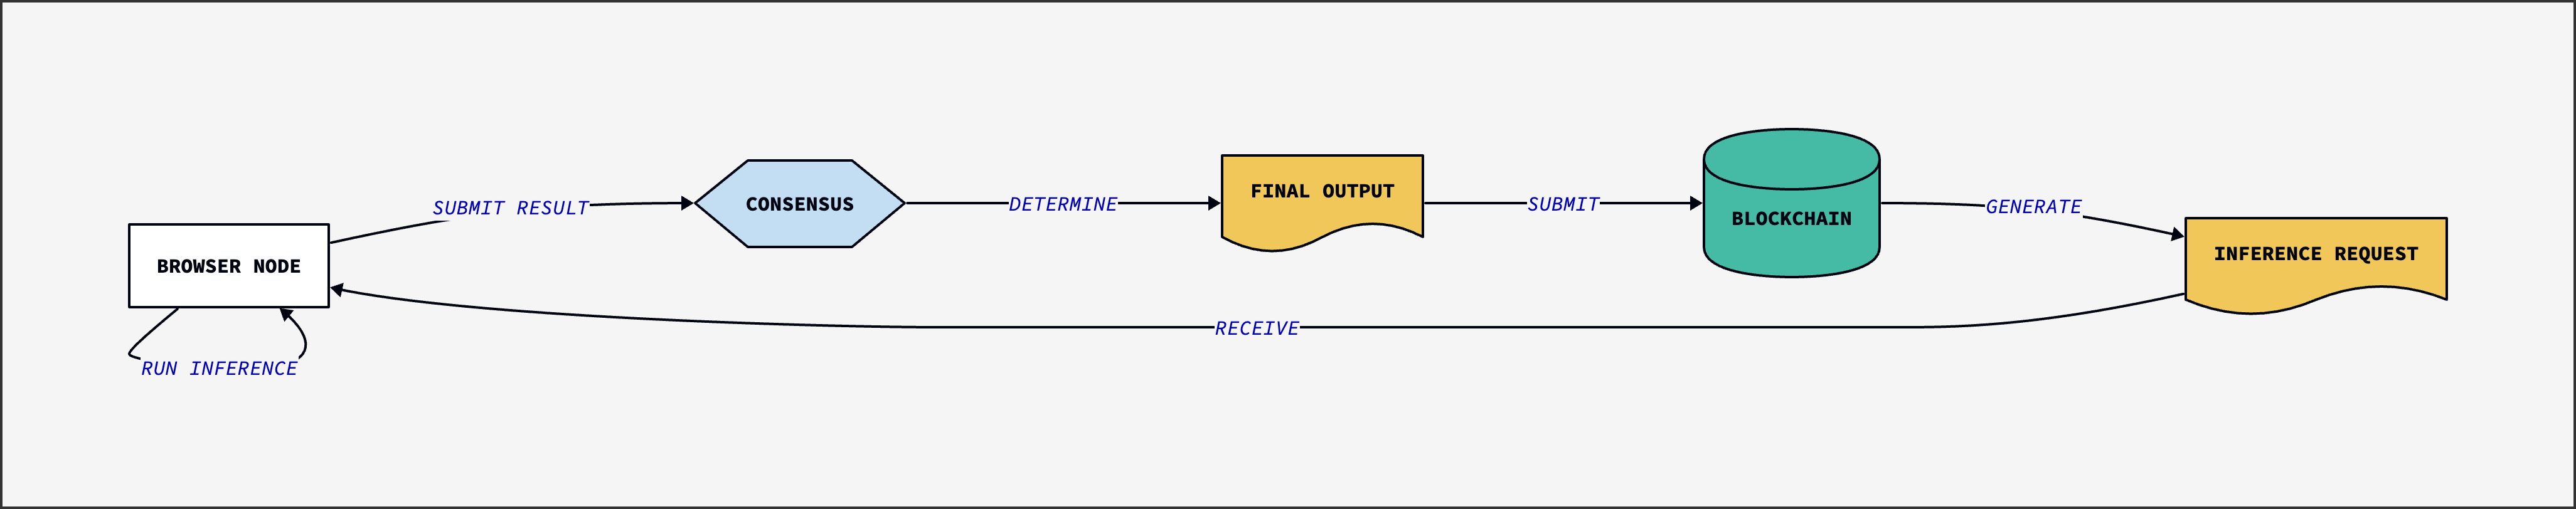 SUBMIT RESULT
CONSENSUS
DETERMINE
FINAL OUTPUT
SUBMIT
BLOCKCHAIN
GENERATE
INFERENCE REQUEST
BROWSER NODE
RECEIVE
RUN INFERENCE